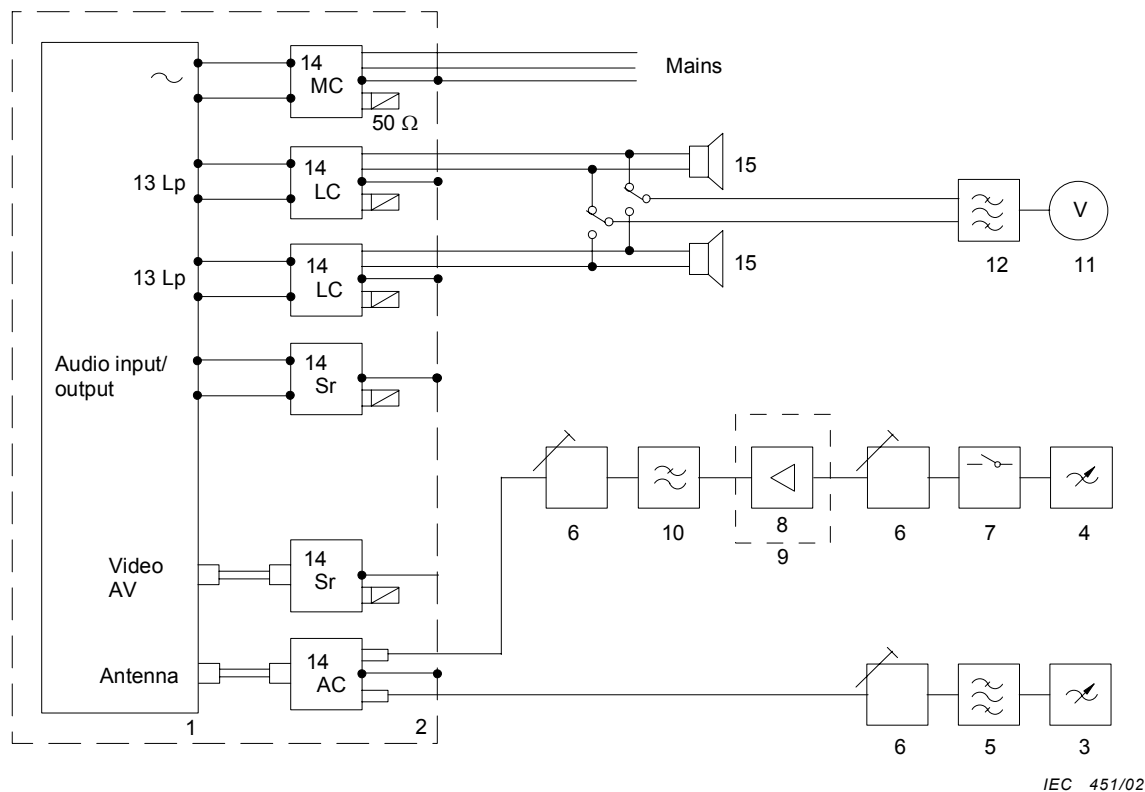 14
MC
Mains
50 Ω
13 Lp
14
LC
15
V
12
11
13 Lp
14
LC
15
Audio input/
output
14
Sr
6
10
8
9
6
7
4
Video
AV
14
Sr
Antenna
14
AC
1
2
6
5
3
IEC 451/02